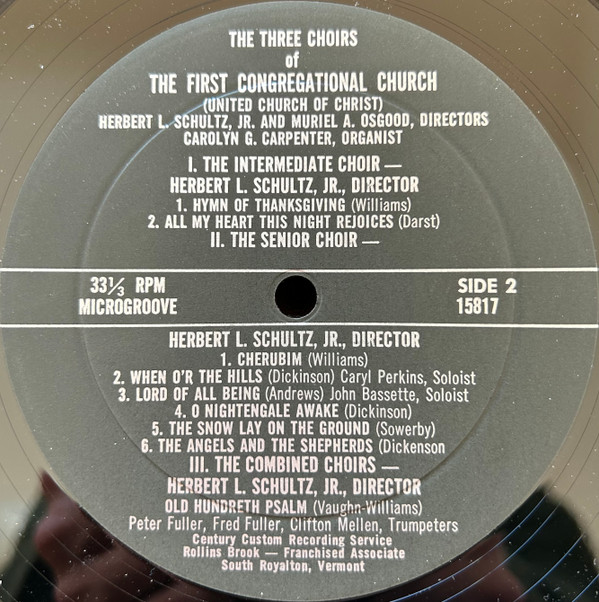 THE THREE CHOIRS
of
THE FIRST CONGREGATIONAL CHURCH
(UNITED CHURCH OF CHRIST)
HERBERT L. SCHULTZ, JR. AND MURIEL A. OSGOOD, DIRECTORS
CAROLYN G. CARPENTER, ORGANIST
I. THE INTERMEDIATE CHOIR —
HERBERT L. SCHULTZ, JR., DIRECTOR
1. HYMN OF THANKSGIVING (Williams)
2. ALL MY HEART THIS NIGHT REJOICES (Darst)
II. THE SENIOR CHOIR —
33⅓ RPM
MICROGROOVE
SIDE 2
15817
HERBERT L. SCHULTZ, JR., DIRECTOR
1. CHERUBIM (Williams)
2. WHEN O'R THE HILLS (Dickinson) Caryl Perkins, Soloist
3. LORD OF ALL BEING (Andrews) John Bassette, Soloist
4. O NIGHTENGALE AWAKE (Dickinson)
5. THE SNOW LAY ON THE GROUND (Sowerby)
6. THE ANGELS AND THE SHEPHERDS (Dickenson
III. THE COMBINED CHOIRS —
HERBERT L. SCHULTZ, JR., DIRECTOR
OLD HUNDRETH PSALM (Vaughn-Williams)
Peter Fuller, Fred Fuller, Clifton Mellen, Trumpeters
Century Custom Recording Service
Rollins Brook — Franchised Associate
South Royalton, Vermont